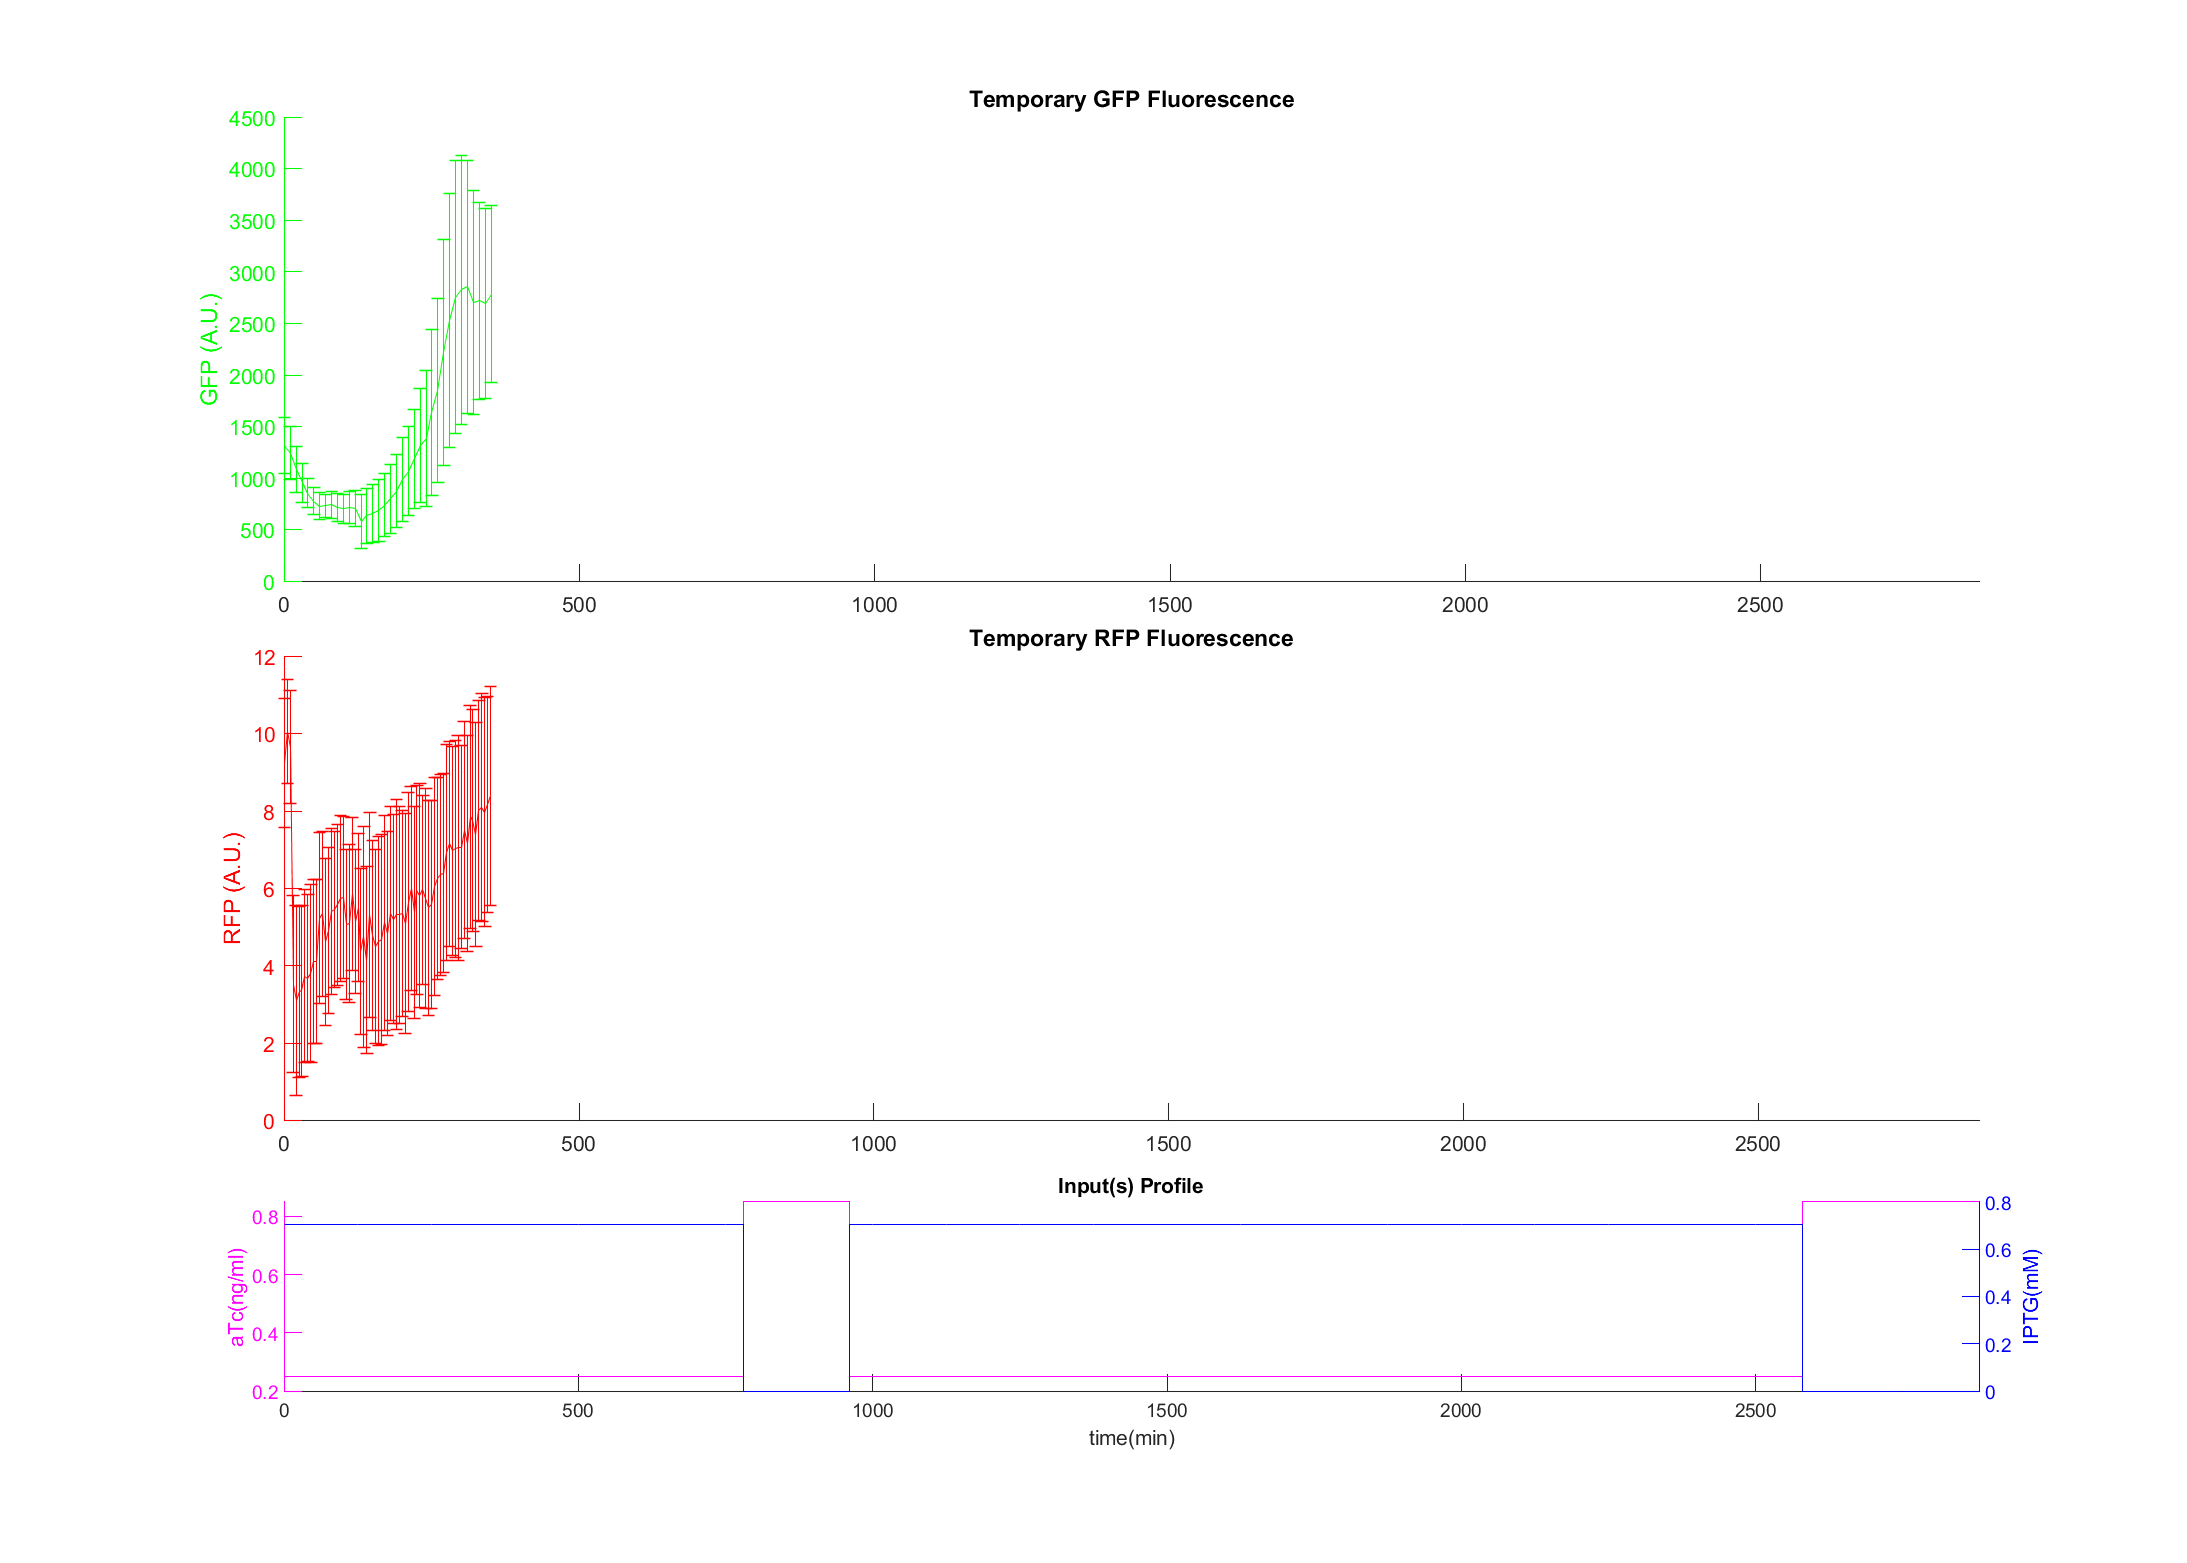 Temporary GFP Fluorescence
4500
4000
3500
3000
2500
2000
1500
1000
500
0
GFP (A.U.)
0 500 1000 1500 2000 2500
Temporary RFP Fluorescence
12
10
8
6
4
2
0
RFP (A.U.)
0 500 1000 1500 2000 2500
Input(s) Profile
0.8
0.6
0.4
0.2
aTc(ng/ml)
0.8
0.6
0.4
0.2
0
IPTG(mM)
0 500 1000 1500 2000 2500
time(min)